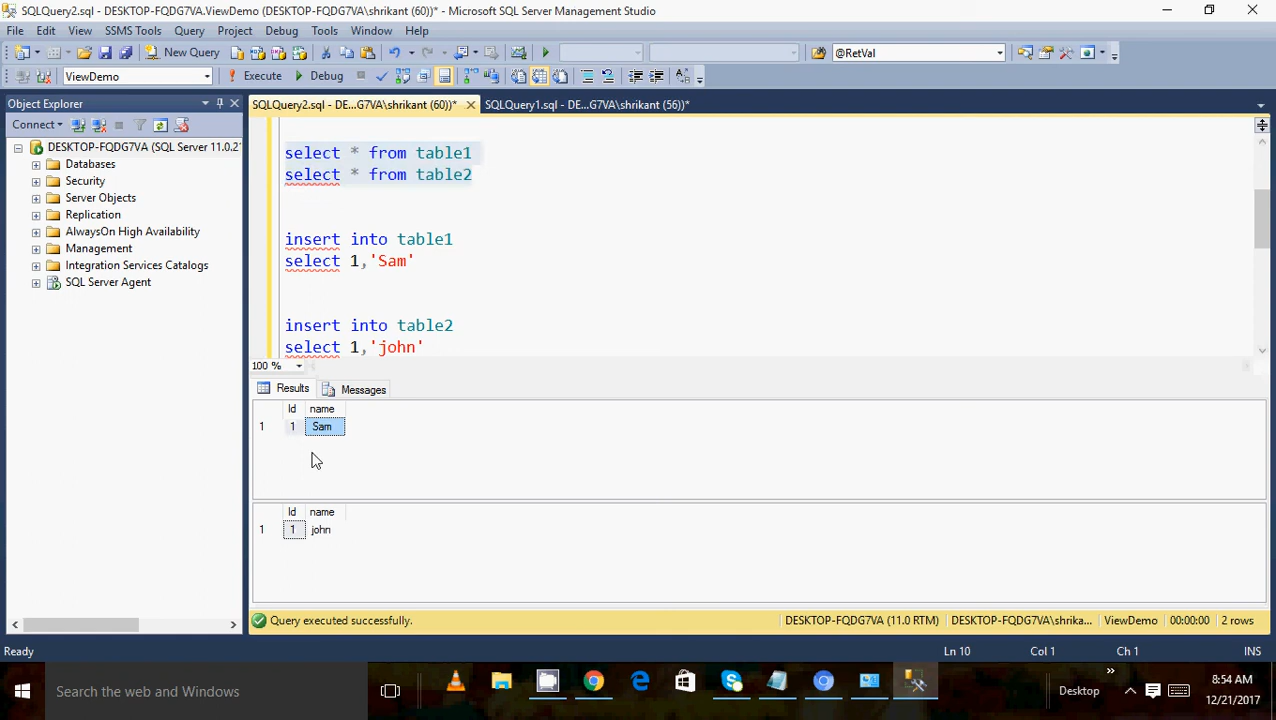 SQLQuery2.sql - DESKTOP-FQDG7VA.ViewDemo (DESKTOP-FQDG7VA\shrikant (60))* - Microsoft SQL Server Management Studio
File Edit View SSMS Tools Query Project Debug Tools Window Help
New Query @RetVal
ViewDemo Execute Debug
Object Explorer
SQLQuery2.sql - DE...G7VA\shrikant (60))* SQLQuery1.sql - DE...G7VA\shrikant (56))*
Connect
DESKTOP-FQDG7VA (SQL Server 11.0.2
Databases
Security
Server Objects
Replication
AlwaysOn High Availability
Management
Integration Services Catalogs
SQL Server Agent
select * from table1
select * from table2
insert into table1
select 1,'Sam'
insert into table2
select 1,'john'
100 %
Results Messages
Id name
1 1 Sam
Id name
1 1 john
Query executed successfully. DESKTOP-FQDG7VA (11.0 RTM) DESKTOP-FQDG7VA\shrika... ViewDemo 00:00:00 2 rows
Ready Ln 10 Col 1 Ch 1 INS
Search the web and Windows Desktop 8:54 AM
12/21/2017